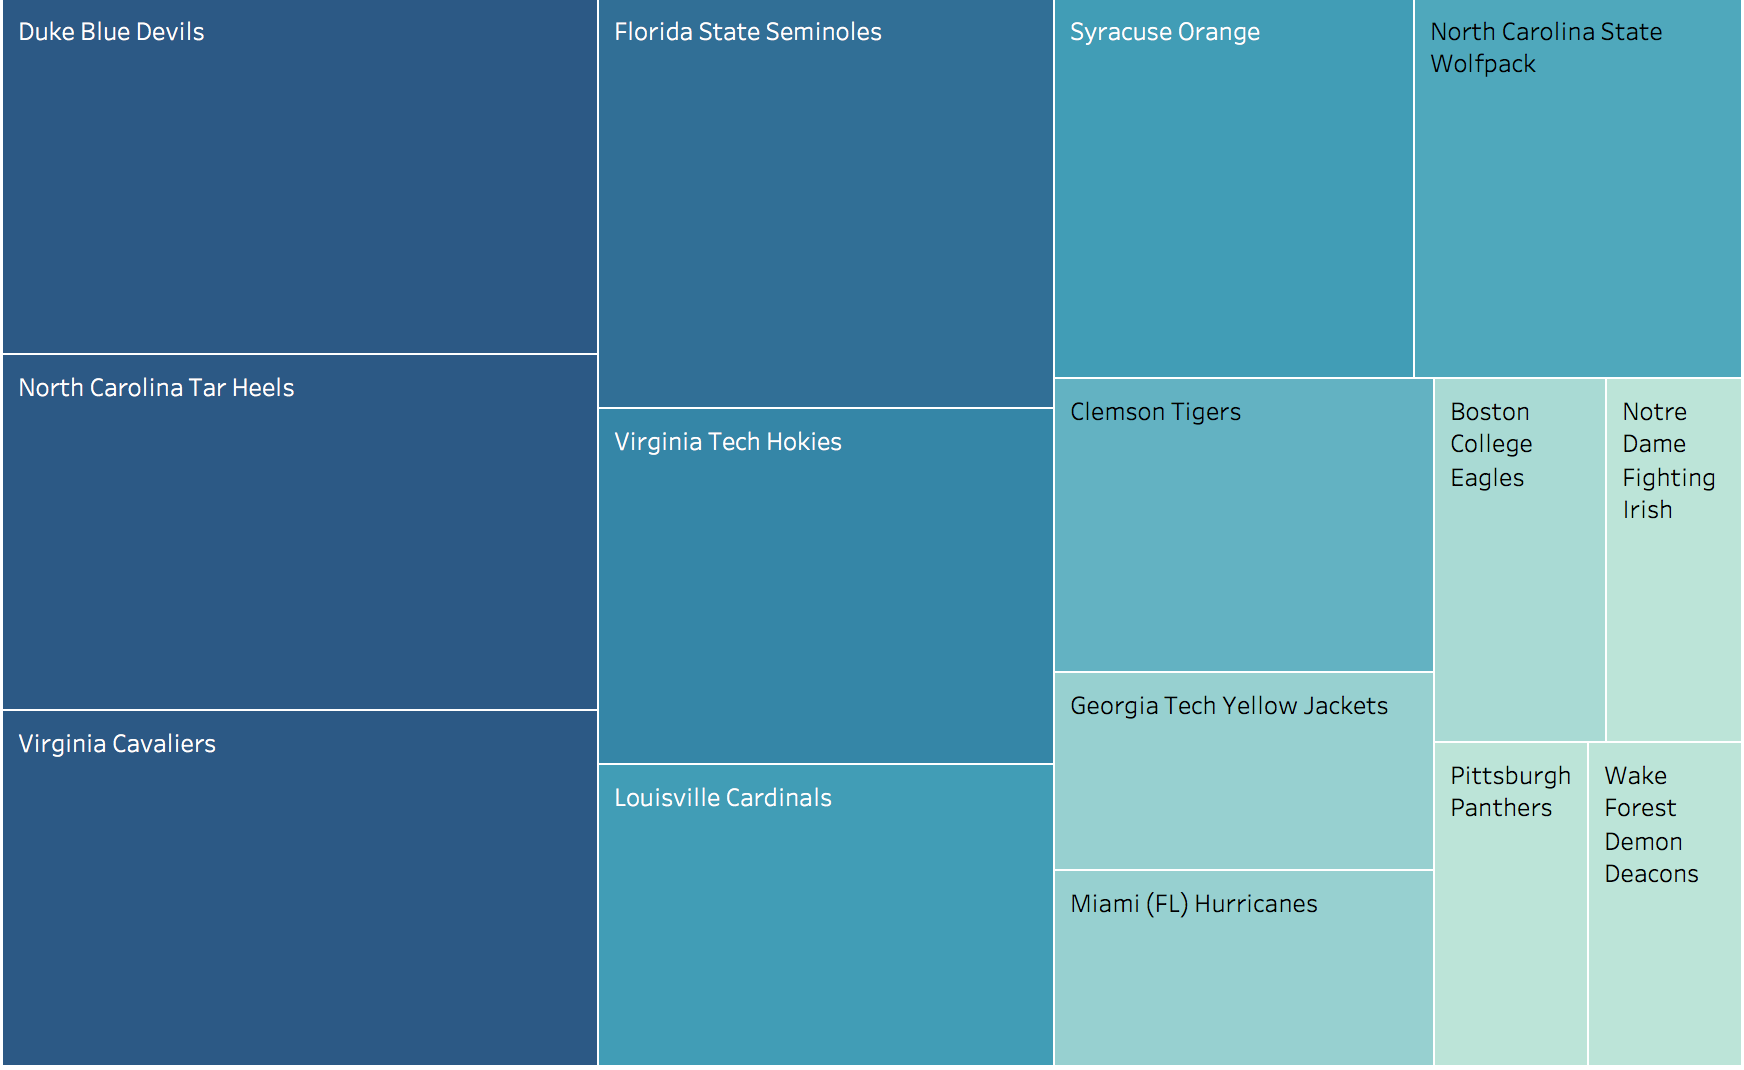 Duke Blue Devils
North Carolina Tar Heels
Virginia Cavaliers
Florida State Seminoles
Virginia Tech Hokies
Louisville Cardinals
Syracuse Orange
North Carolina State
Wolfpack
Clemson Tigers
Georgia Tech Yellow Jackets
Miami (FL) Hurricanes
Boston
College
Eagles
Notre
Dame
Fighting
Irish
Pittsburgh
Panthers
Wake
Forest
Demon
Deacons